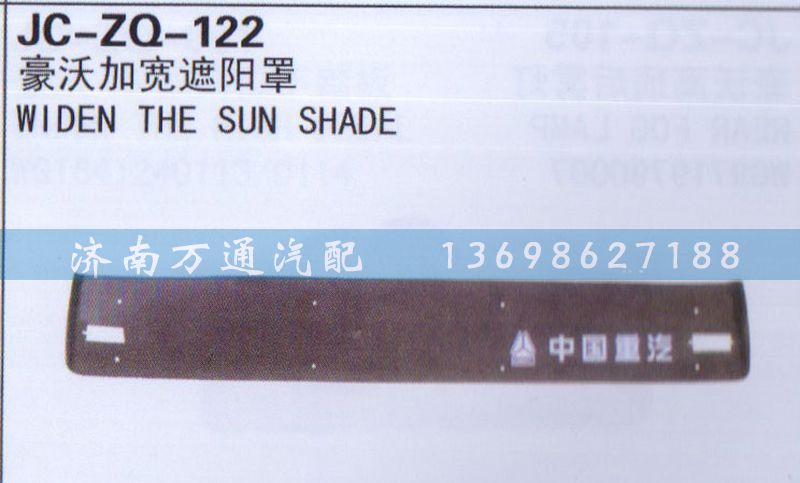 JC-ZQ-122
豪沃加宽遮阳罩
WIDEN THE SUN SHADE
济南万通汽配 13698627188
中国重汽